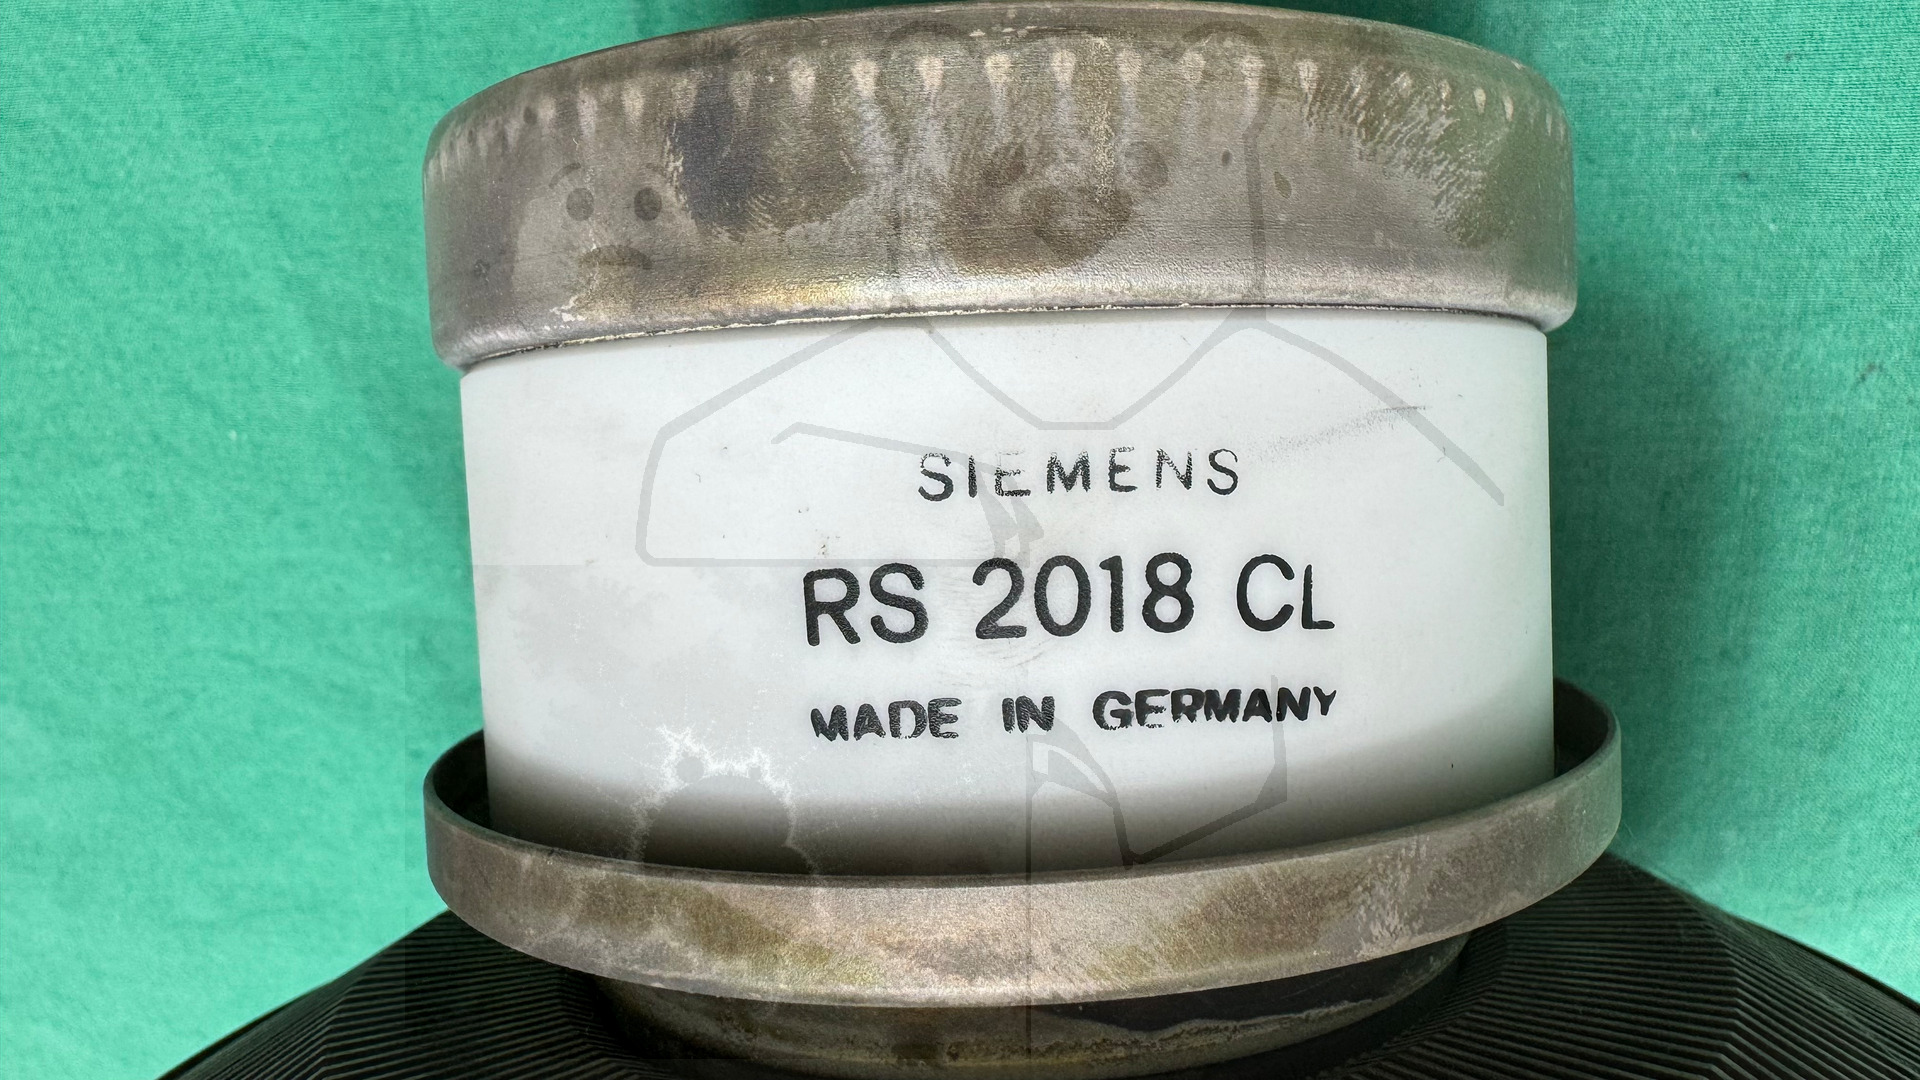 SIEMENS
RS 2018 CL
MADE IN GERMANY